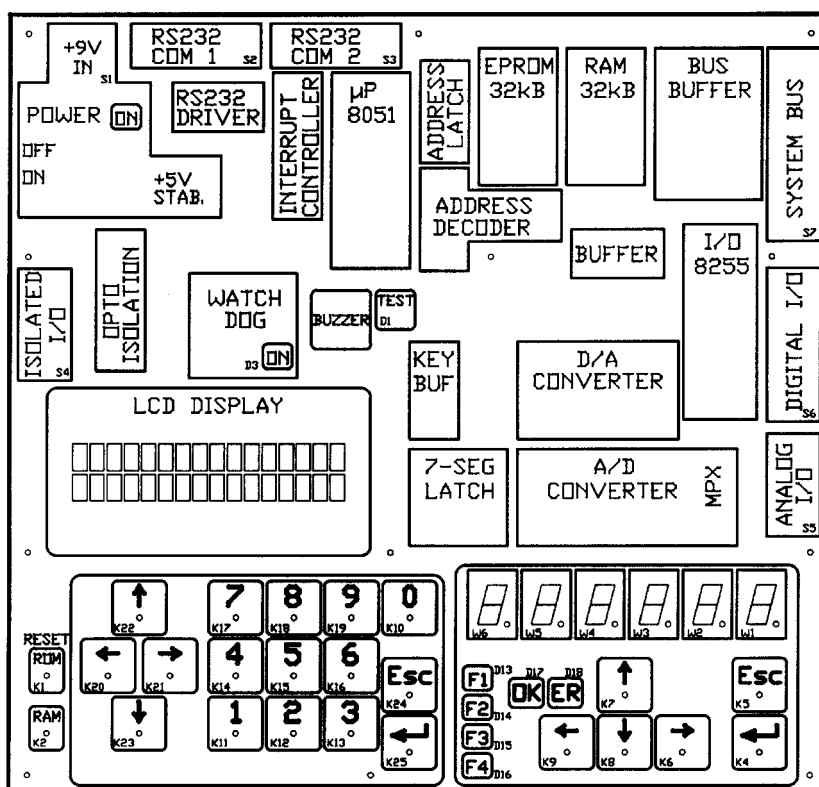 +9V
IN
S1
RS232
COM 1
S2
RS232
COM 2
S3
POWER
ON
OFF
ON
+5V
STAB.
RS232
DRIVER
INTERRUPT
CONTROLLER
µP
8051
ADDRESS
LATCH
EPROM
32kB
RAM
32kB
BUS
BUFFER
SYSTEM BUS
S7
ADDRESS
DECODER
BUFFER
I/O
8255
ISOLATED
I/O
S4
OPTO
ISOLATION
WATCH
DOG
D3
ON
BUZZER
TEST
D1
KEY
BUF
D/A
CONVERTER
DIGITAL I/O
S6
LCD DISPLAY
7-SEG
LATCH
A/D
CONVERTER
MPX
ANALOG
I/O
S5
RESET
ROM
K1
RAM
K2
↑
K22
7
K17
8
K18
9
K19
0
K10
←
K20
→
K21
4
K14
5
K15
6
K16
Esc
K24
↓
K23
1
K11
2
K12
3
K13
K25
8.
W6
8.
W5
8.
W4
8.
W3
8.
W2
8.
W1
F1
D13
F2
D14
F3
D15
F4
D16
D17
OK
D18
ER
↑
K7
Esc
K5
←
K9
↓
K8
→
K6
K4